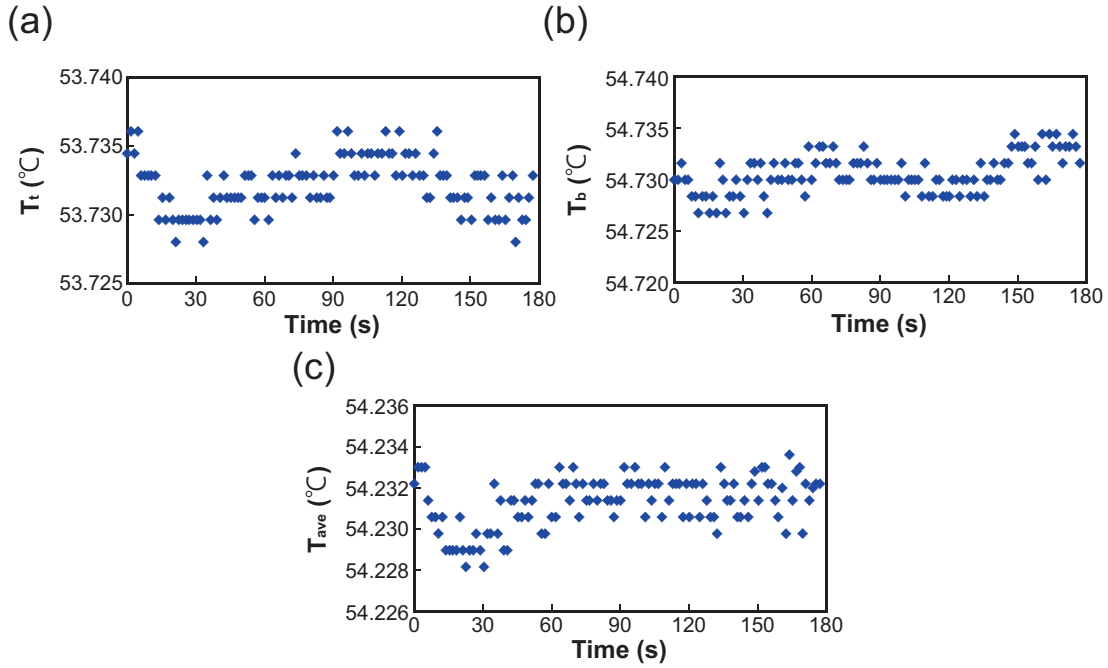 (a)
(b)
53.740
53.735
53.730
53.725
Tt (℃)
0 30 60 90 120 150 180
Time (s)
54.740
54.735
54.730
54.725
54.720
Tb (℃)
0 30 60 90 120 150 180
Time (s)
(c)
54.236
54.234
54.232
54.230
54.228
54.226
Tave (℃)
0 30 60 90 120 150 180
Time (s)